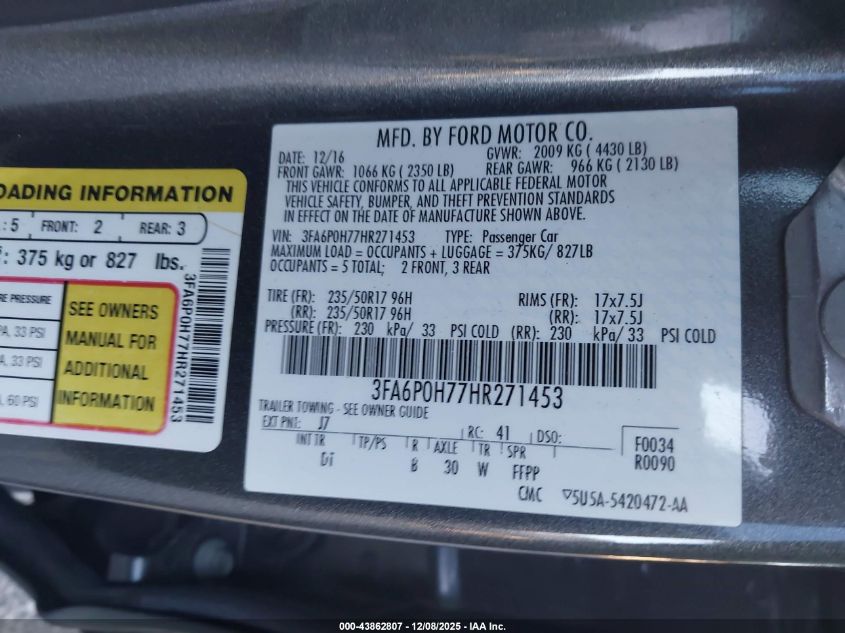 OADING INFORMATION
: 5 FRONT: 2 REAR: 3
: 375 kg or 827 lbs.
RE PRESSURE
PA, 33 PSI
A, 33 PSI
, 60 PSI
SEE OWNERS
MANUAL FOR
ADDITIONAL
INFORMATION
3FA6P0H77HR271453
MFD. BY FORD MOTOR CO.
DATE: 12/16 GVWR: 2009 KG ( 4430 LB)
FRONT GAWR: 1066 KG ( 2350 LB) REAR GAWR: 966 KG ( 2130 LB)
THIS VEHICLE CONFORMS TO ALL APPLICABLE FEDERAL MOTOR
VEHICLE SAFETY, BUMPER, AND THEFT PREVENTION STANDARDS
IN EFFECT ON THE DATE OF MANUFACTURE SHOWN ABOVE.
VIN: 3FA6P0H77HR271453 TYPE: Passenger Car
MAXIMUM LOAD = OCCUPANTS + LUGGAGE = 375KG/ 827LB
OCCUPANTS = 5 TOTAL; 2 FRONT, 3 REAR
TIRE (FR): 235/50R17 96H RIMS (FR): 17x7.5J
(RR): 235/50R17 96H (RR): 17x7.5J
PRESSURE (FR): 230 kPa/ 33 PSI COLD (RR): 230 kPa/ 33 PSI COLD
3FA6P0H77HR271453
TRAILER TOWING - SEE OWNER GUIDE
EXT PNT: J7 RC: 41 DSO: F0034
INT TR TP/PS R AXLE TR SPR R0090
DT B 30 W FFPP
CMC ▽5U5A-5420472-AA
000-43862807 - 12/08/2025 - IAA Inc.